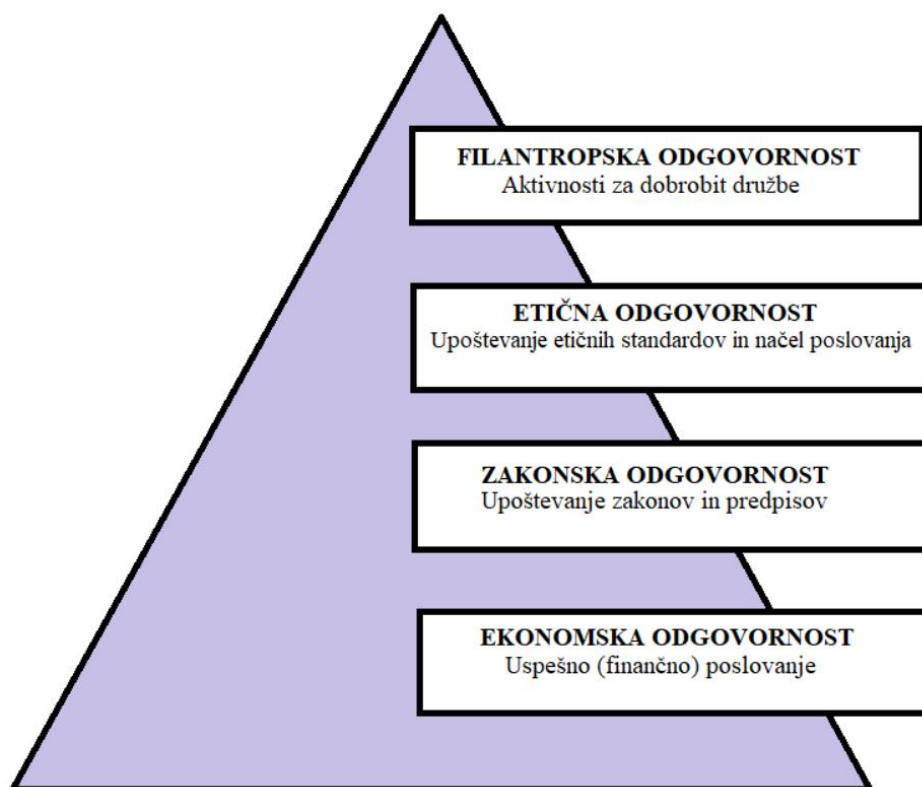 FILANTROPSKA ODGOVORNOST
Aktivnosti za dobrobit družbe
ETIČNA ODGOVORNOST
Upoštevanje etičnih standardov in načel poslovanja
ZAKONSKA ODGOVORNOST
Upoštevanje zakonov in predpisov
EKONOMSKA ODGOVORNOST
Uspešno (finančno) poslovanje